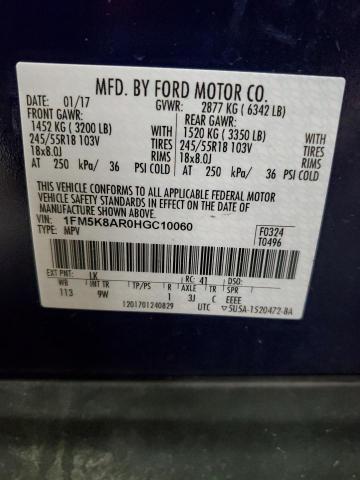 MFD. BY FORD MOTOR CO.
DATE: 01/17 GVWR: 2877 KG ( 6342 LB)
FRONT GAWR: REAR GAWR:
1452 KG ( 3200 LB) WITH 1520 KG ( 3350 LB) WITH
245/55R18 103V TIRES 245/55R18 103V TIRES
18x8.0J RIMS 18x8.0J RIMS
AT 250 kPa/ 36 PSI COLD AT 250 kPa/ 36 PSI COLD
THIS VEHICLE CONFORMS TO ALL APPLICABLE FEDERAL MOTOR
VEHICLE SAFETY STANDARDS IN EFFECT ON THE DATE
OF MANUFACTURE SHOWN ABOVE.
VIN: 1FM5K8AR0HGC10060 F0324
TYPE: MPV T0496
EXT PNT: LK RC: 41 DSO:
WB INT TR TP/PS R AXLE TR SPR
113 9W 1 3J C EEEE
1201701240829 UTC ▽5U5A-1520472-BA